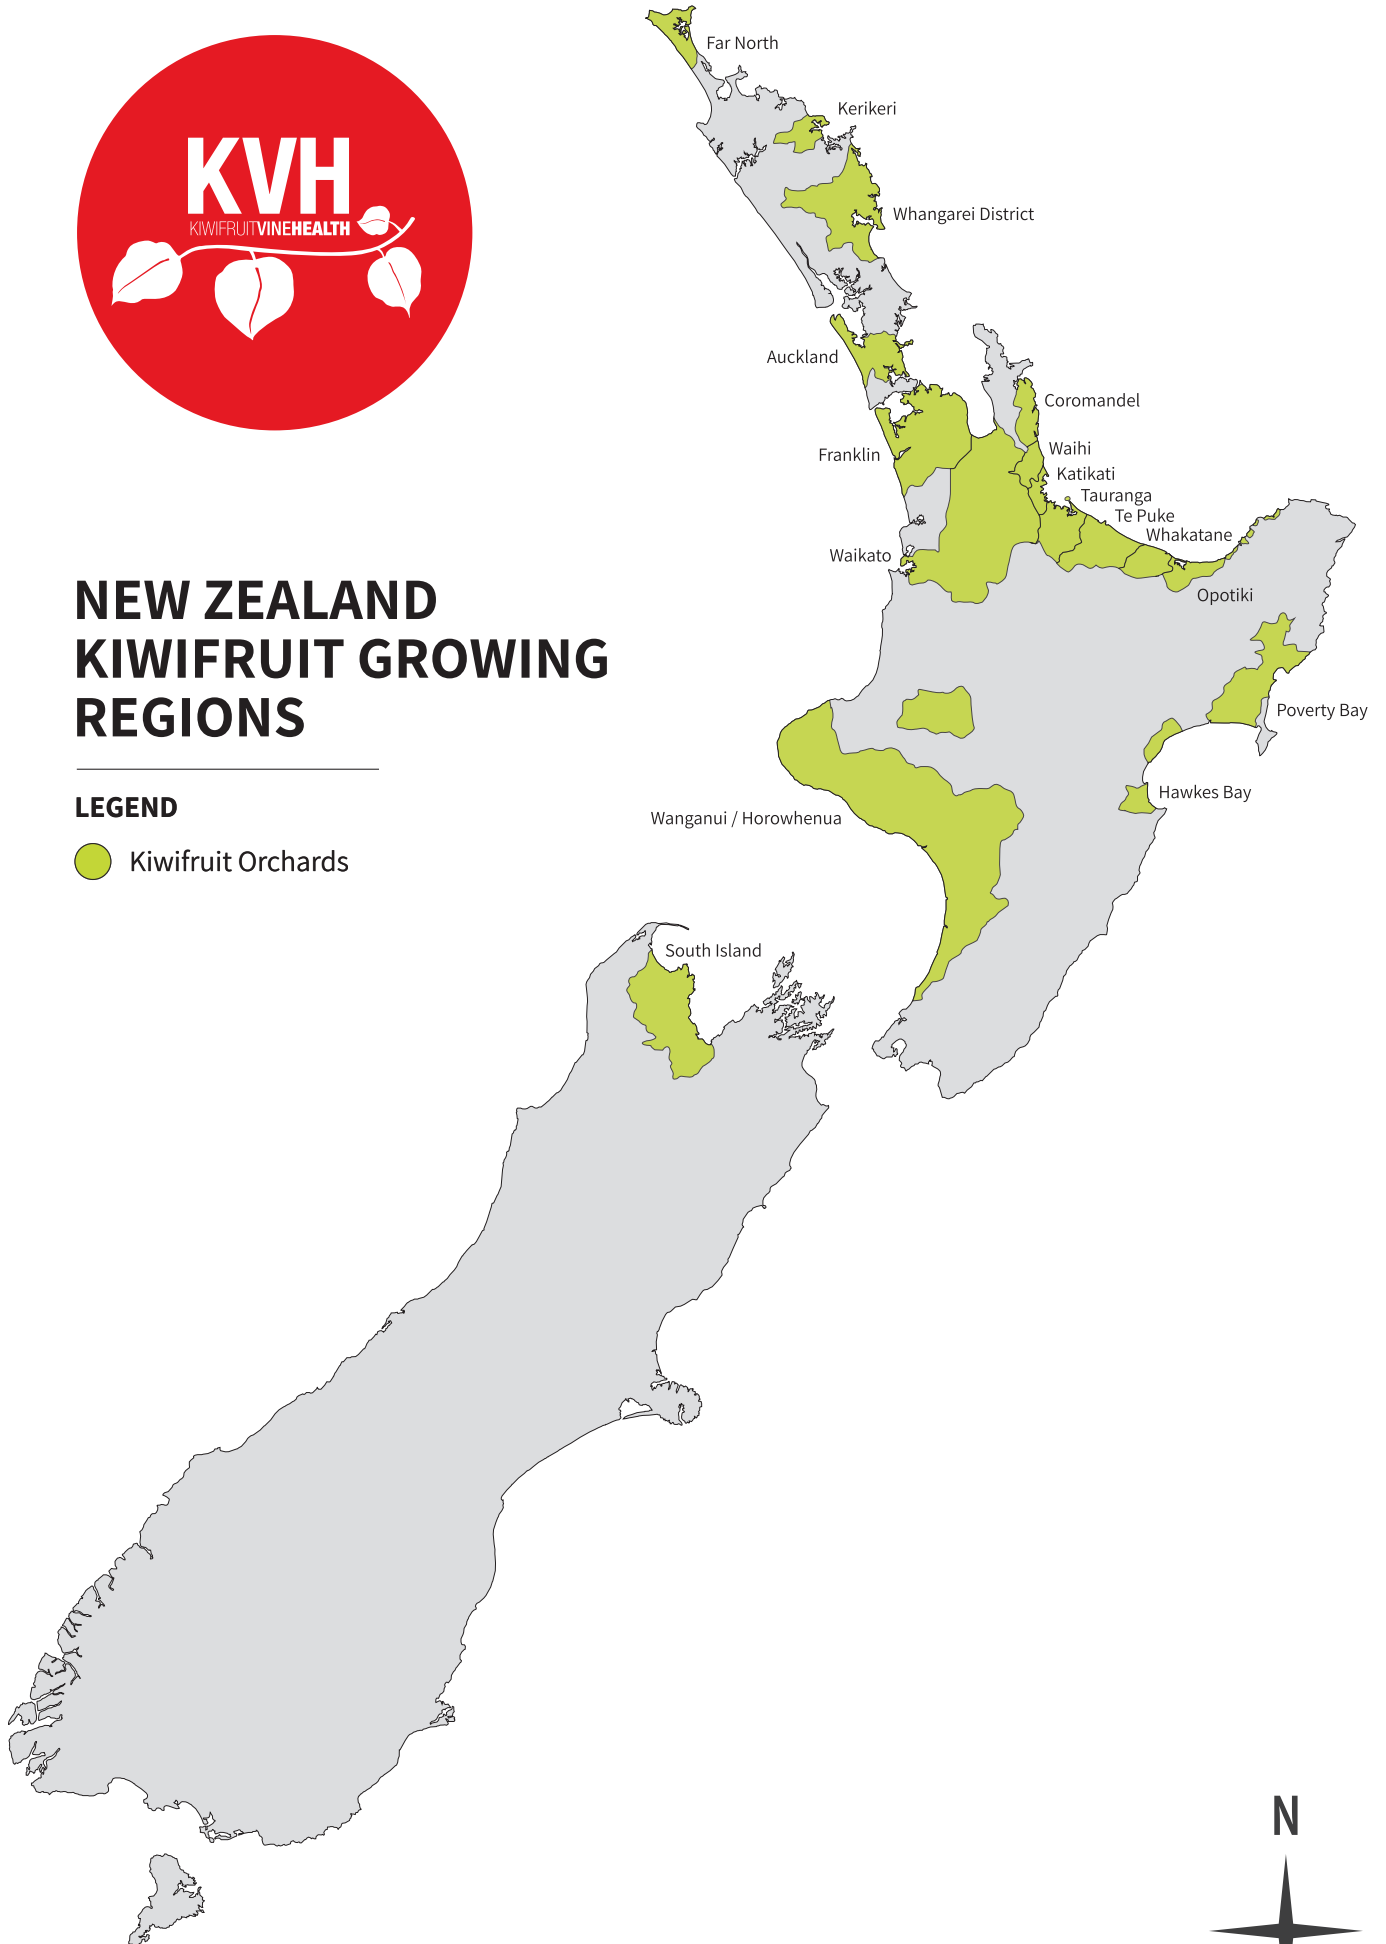 KVH
KIWIFRUITVINEHEALTH
NEW ZEALAND
KIWIFRUIT GROWING
REGIONS
LEGEND
Kiwifruit Orchards
Far North
Kerikeri
Whangarei District
Auckland
Coromandel
Franklin
Waihi
Katikati
Tauranga
Te Puke
Whakatane
Waikato
Opotiki
Poverty Bay
Hawkes Bay
Wanganui / Horowhenua
South Island
N